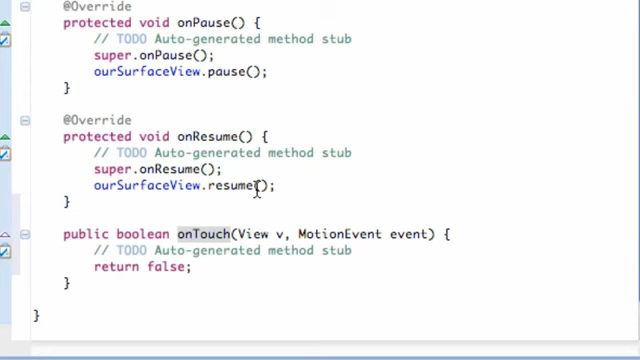 @Override
protected void onPause() {
// TODO Auto-generated method stub
super.onPause();
ourSurfaceView.pause();
}
@Override
protected void onResume() {
// TODO Auto-generated method stub
super.onResume();
ourSurfaceView.resume();
}
public boolean onTouch(View v, MotionEvent event) {
// TODO Auto-generated method stub
return false;
}
}